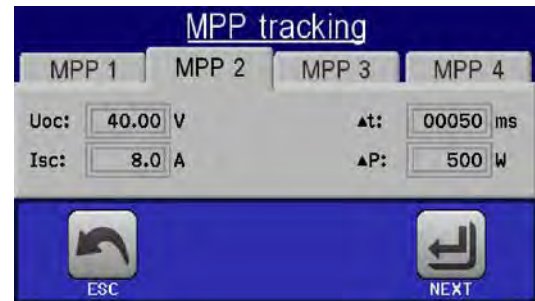 MPP tracking
MPP 1 MPP 2 MPP 3 MPP 4
Uoc: 40.00 V ▲t: 00050 ms
Isc: 8.0 A ▲P: 500 W
ESC NEXT